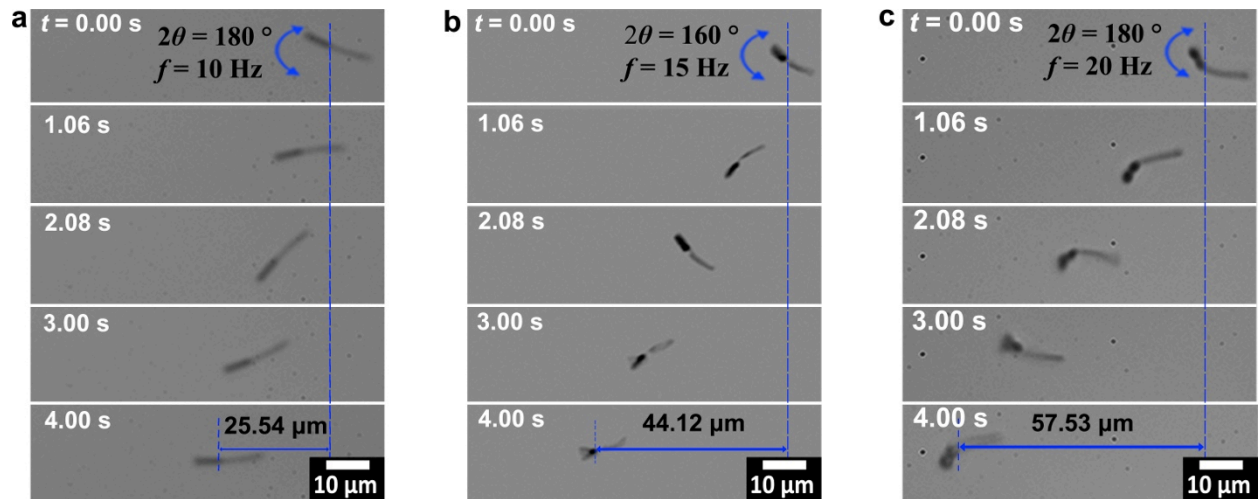 a
t = 0.00 s
2θ = 180 °
f = 10 Hz
1.06 s
2.08 s
3.00 s
4.00 s
25.54 µm
10 µm
b
t = 0.00 s
2θ = 160 °
f = 15 Hz
1.06 s
2.08 s
3.00 s
4.00 s
44.12 µm
10 µm
c
t = 0.00 s
2θ = 180 °
f = 20 Hz
1.06 s
2.08 s
3.00 s
4.00 s
57.53 µm
10 µm